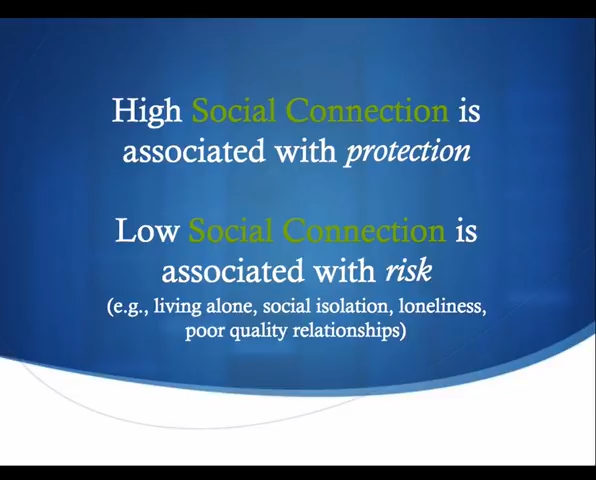 High Social Connection is
associated with protection
Low Social Connection is
associated with risk
(e.g., living alone, social isolation, loneliness,
poor quality relationships)